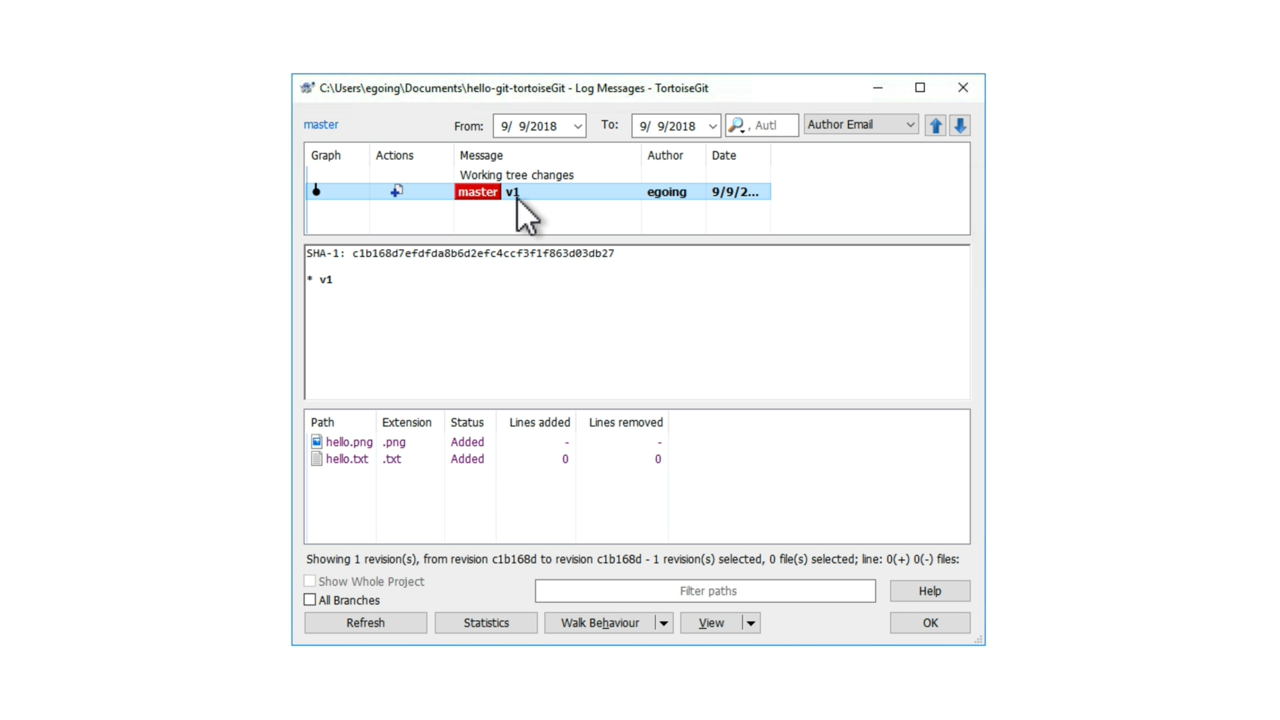 C:\Users\egoing\Documents\hello-git-tortoiseGit - Log Messages - TortoiseGit
master From: 9/ 9/2018 To: 9/ 9/2018 , Autl Author Email
Graph Actions Message Author Date
Working tree changes
master v1 egoing 9/9/2...
SHA-1: c1b168d7efdfda8b6d2efc4ccf3f1f863d03db27
* v1
Path Extension Status Lines added Lines removed
hello.png .png Added - -
hello.txt .txt Added 0 0
Showing 1 revision(s), from revision c1b168d to revision c1b168d - 1 revision(s) selected, 0 file(s) selected; line: 0(+) 0(-) files:
Show Whole Project
Filter paths Help
All Branches
Refresh Statistics Walk Behaviour View OK